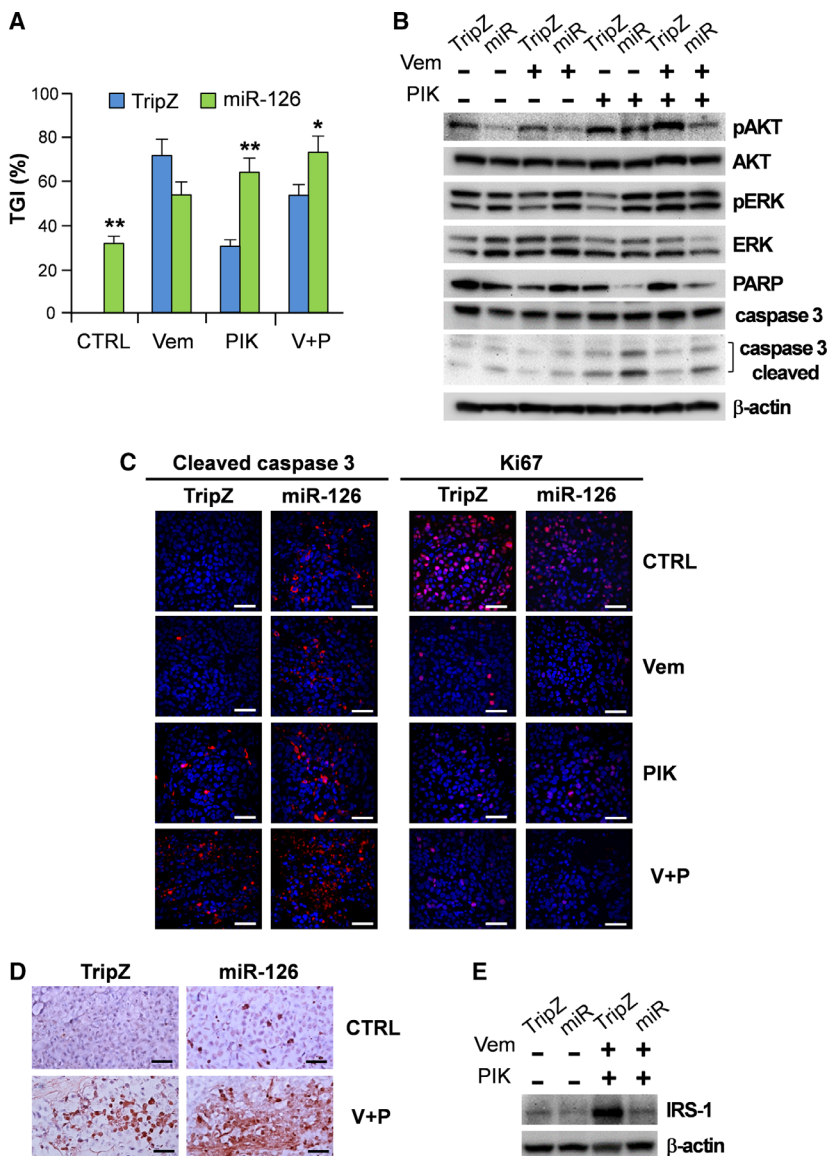 A
TGI (%)
100
80
60
40
20
0
TripZ
miR-126
**
**
*
CTRL
Vem
PIK
V+P
B
TripZ miR TripZ miR TripZ miR TripZ miR
Vem − − + + − − + +
PIK − − − − + + + +
pAKT
AKT
pERK
ERK
PARP
caspase 3
caspase 3
cleaved
β-actin
C
Cleaved caspase 3 Ki67
TripZ miR-126 TripZ miR-126
CTRL
Vem
PIK
V+P
D
TripZ miR-126
CTRL
V+P
E
TripZ miR TripZ miR
Vem − − + +
PIK − − + +
IRS-1
β-actin